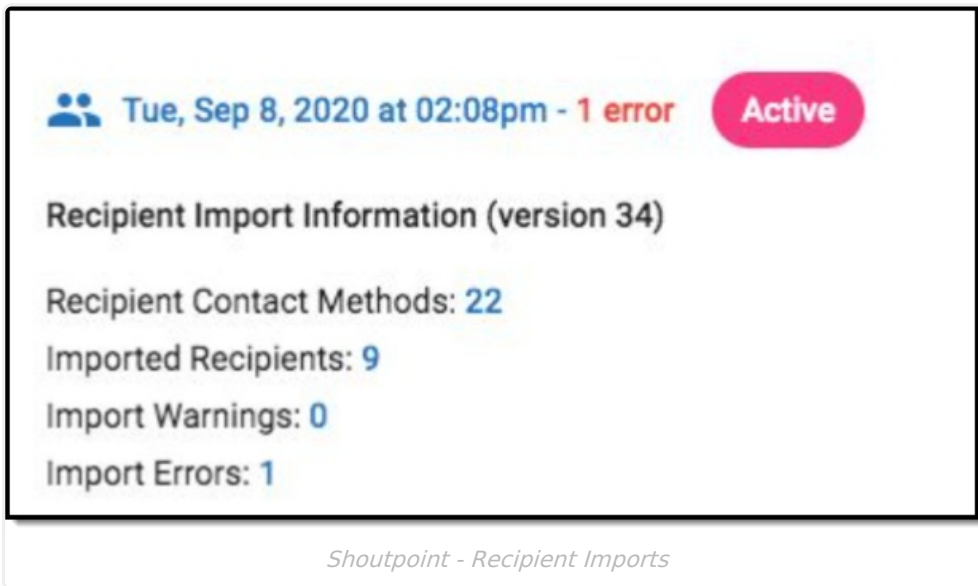 Tue, Sep 8, 2020 at 02:08pm - 1 error Active
Recipient Import Information (version 34)
Recipient Contact Methods: 22
Imported Recipients: 9
Import Warnings: 0
Import Errors: 1
Shoutpoint - Recipient Imports